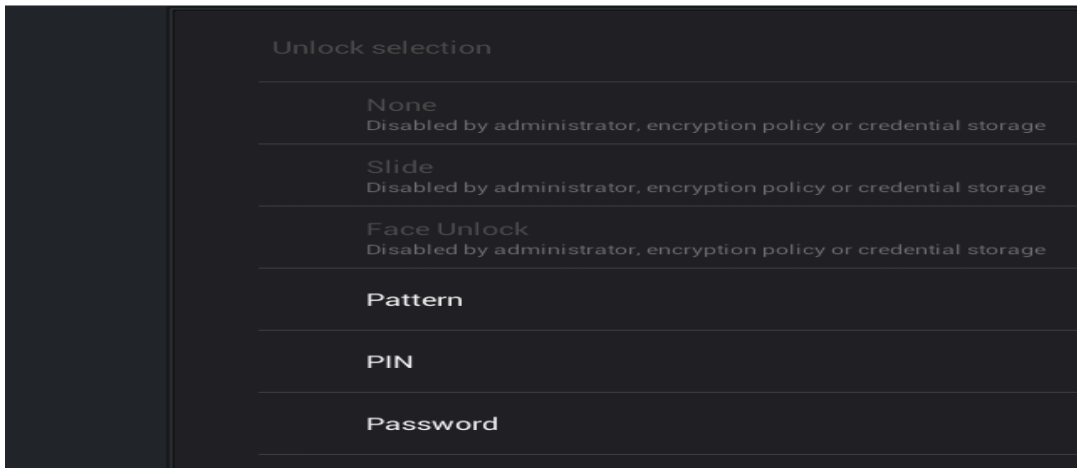 Unlock selection
None
Disabled by administrator, encryption policy or credential storage
Slide
Disabled by administrator, encryption policy or credential storage
Face Unlock
Disabled by administrator, encryption policy or credential storage
Pattern
PIN
Password